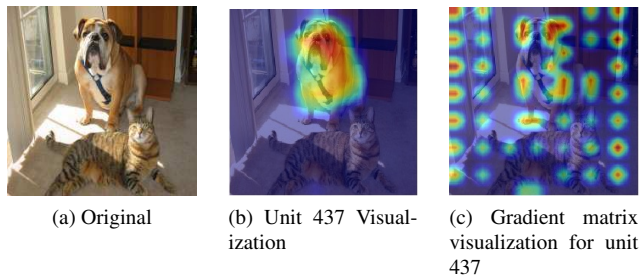 (a) Original
(b) Unit 437 Visual-
ization
(c) Gradient matrix
visualization for unit
437